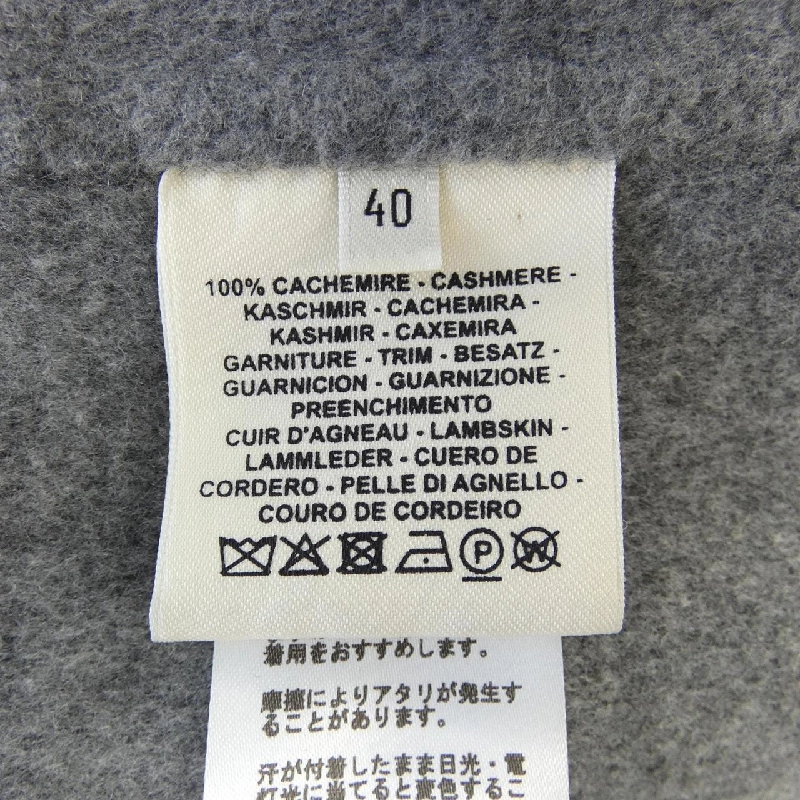 40
100% CACHEMIRE - CASHMERE -
KASCHMIR - CACHEMIRA -
KASHMIR - CAXEMIRA
GARNITURE - TRIM - BESATZ -
GUARNICION - GUARNIZIONE -
PREENCHIMENTO
CUIR D'AGNEAU - LAMBSKIN -
LAMMLEDER - CUERO DE
CORDERO - PELLE DI AGNELLO -
COURO DE CORDEIRO
P W
着用をおすすめします。
摩擦によりアタリが発生す
ることがあります。
汗が付着したまま日光・電
灯光に当てると変色するこ